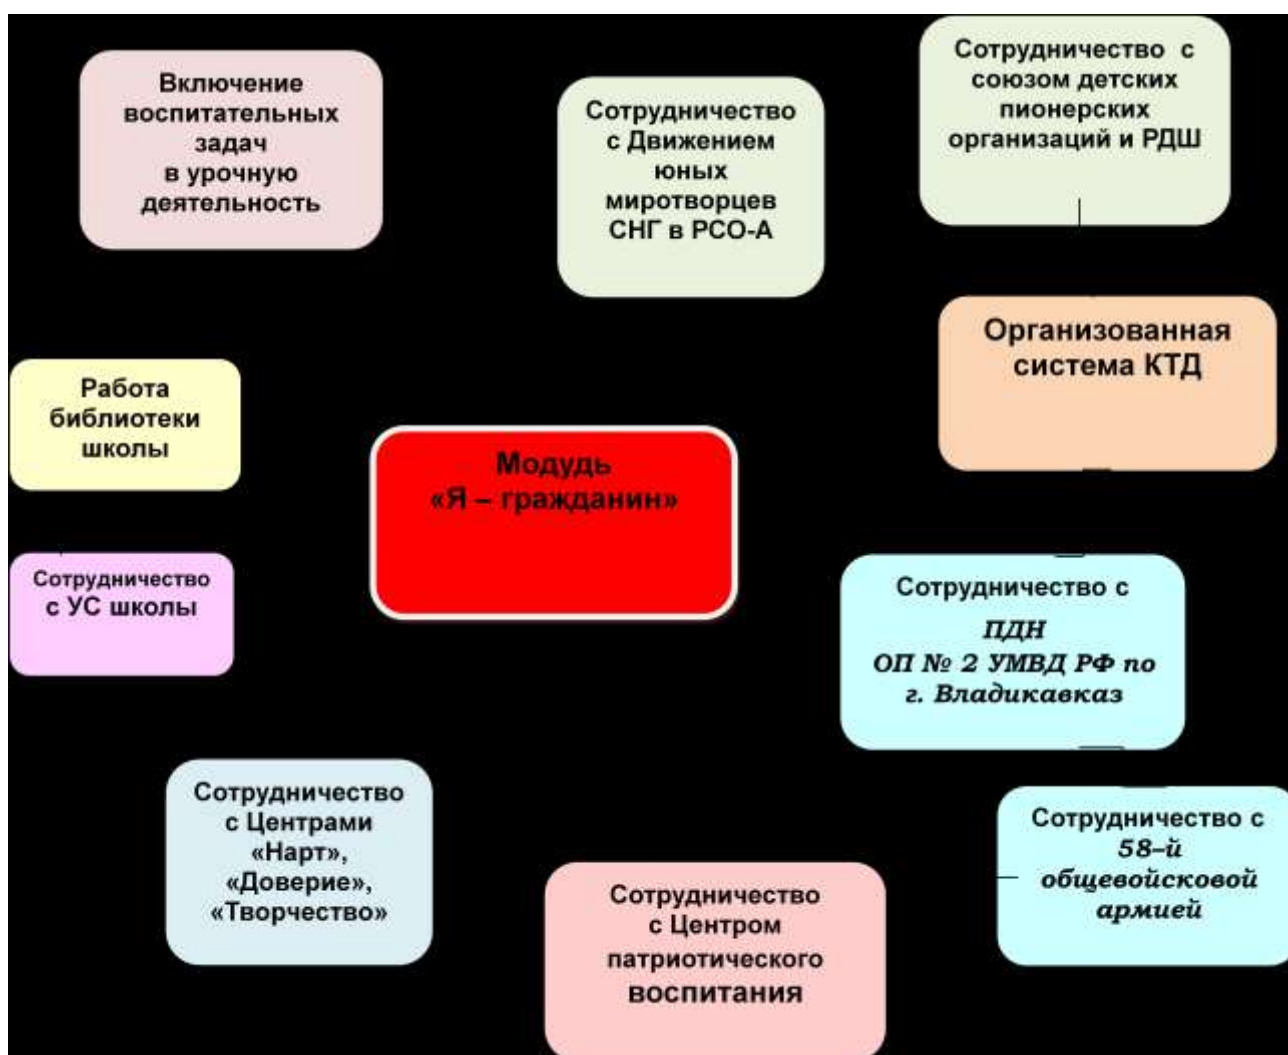 Включение
воспитательных
задач
в урочную
деятельность
Сотрудничество
с Движением
юных
миротворцев
СНГ в РСО-А
Сотрудничество с
союзом детских
пионерских
организаций и РДШ
Организованная
система КТД
Работа
библиотеки
школы
Модудь
«Я – гражданин»
Сотрудничество
с УС школы
Сотрудничество с
ПДН
ОП № 2 УМВД РФ по
г. Владикавказ
Сотрудничество
с Центрами
«Нарт»,
«Доверие»,
«Творчество»
Сотрудничество
с Центром
патриотического
воспитания
Сотрудничество с
58–й
общевойсковой
армией